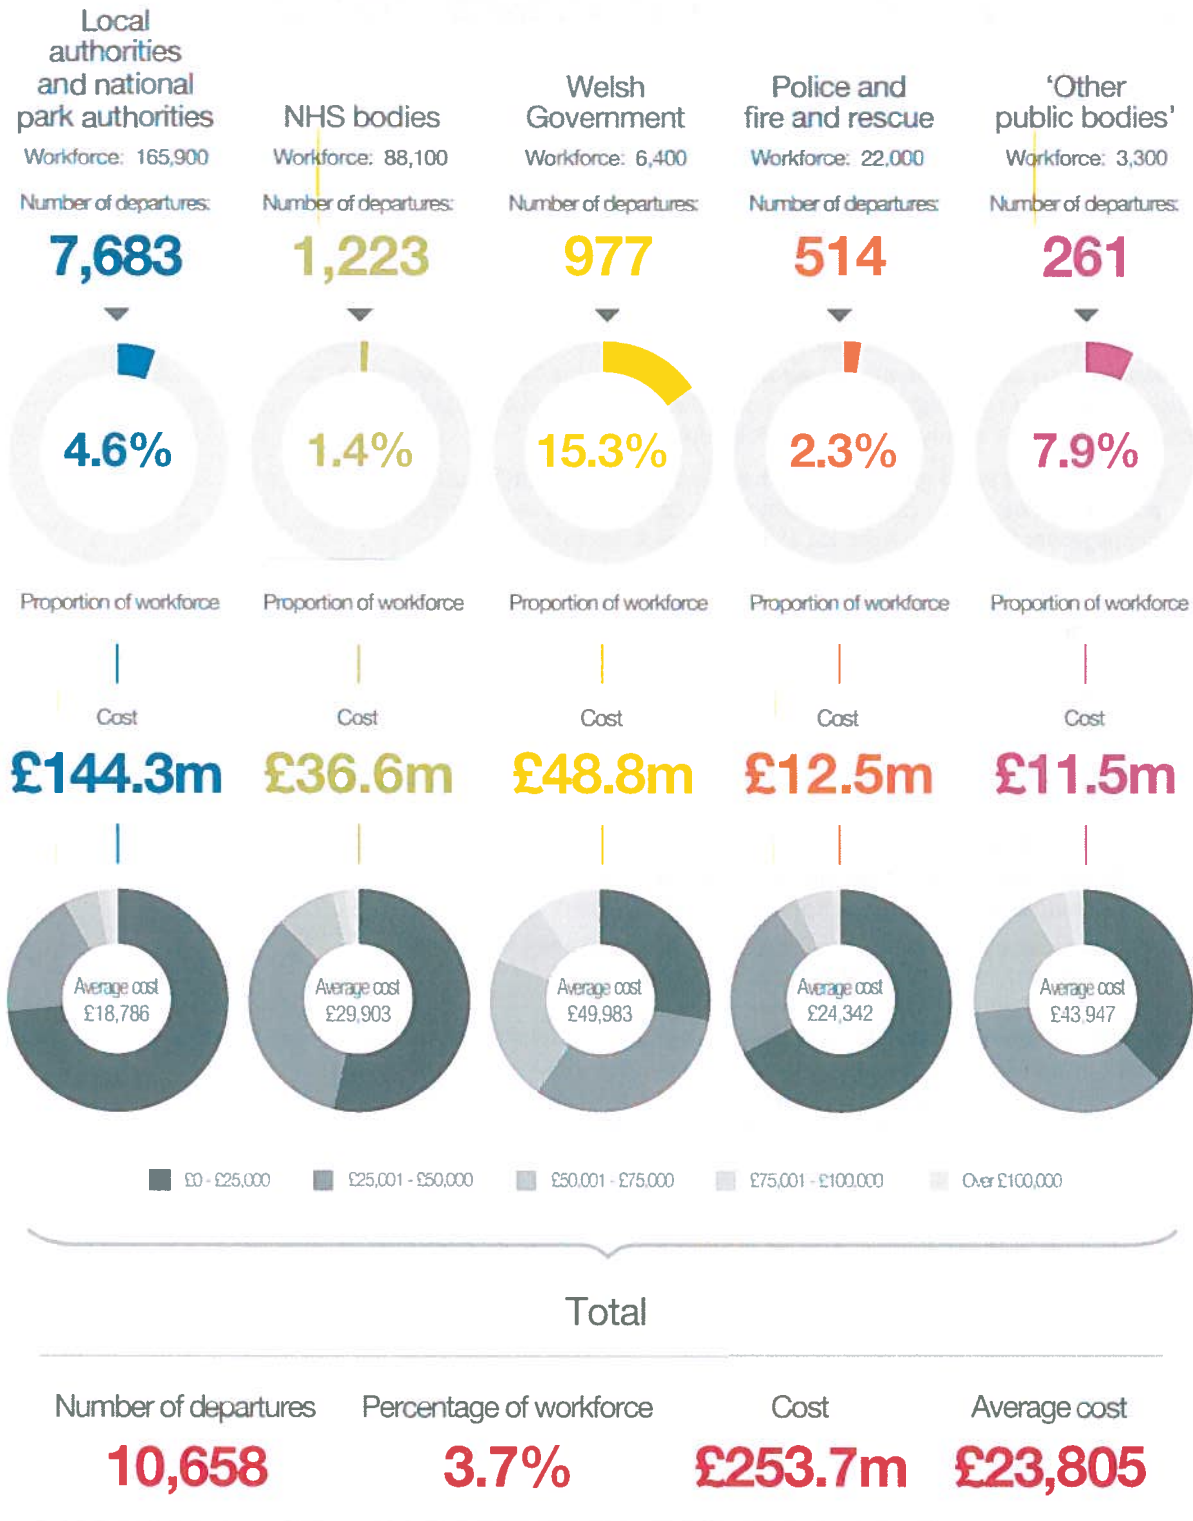 Local
authorities
and national
park authorities
Workforce: 165,900
Number of departures:
7,683
4.6%
Proportion of workforce
Cost
£144.3m
Average cost
£18,786
NHS bodies
Workforce: 88,100
Number of departures:
1,223
1.4%
Proportion of workforce
Cost
£36.6m
Average cost
£29,903
Welsh
Government
Workforce: 6,400
Number of departures:
977
15.3%
Proportion of workforce
Cost
£48.8m
Average cost
£49,983
Police and
fire and rescue
Workforce: 22,000
Number of departures:
514
2.3%
Proportion of workforce
Cost
£12.5m
Average cost
£24,342
‘Other
public bodies’
Workforce: 3,300
Number of departures:
261
7.9%
Proportion of workforce
Cost
£11.5m
Average cost
£43,947
£0 - £25,000
£25,001 - £50,000
£50,001 - £75,000
£75,001 - £100,000
Over £100,000
Total
Number of departures
10,658
Percentage of workforce
3.7%
Cost
£253.7m
Average cost
£23,805